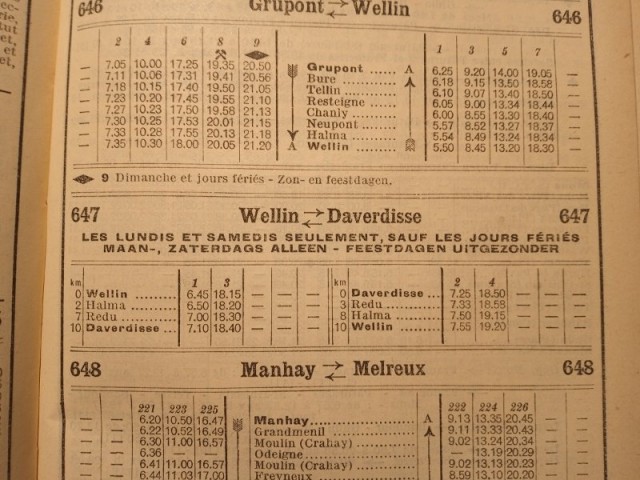 646 Grupont ⇄ Wellin 646
2 4 6 8 9 1 3 5 7
7.05 10.00 17.25 19.35 20.50 Grupont ...... A 6.25 9.20 14.00 19.05 —
7.11 10.06 17.31 19.41 20.56 Bure 6.18 9.15 13.50 18.58
7.18 10.15 17.40 19.50 21.05 Tellin 6.10 9.07 13.40 18.50
7.23 10.20 17.45 19.55 21.10 Resteigne 6.05 9.00 13.34 18.44
7.27 10.23 17.50 19.58 21.13 Chanly 6.00 8.55 13.30 18.40
7.30 10.25 17.53 20.01 21.15 Neupont 5.57 8.52 13.27 18.37
7.33 10.28 17.55 20.13 21.18 Halma 5.54 8.49 13.24 18.34
7.35 10.30 18.00 20.05 21.20 A Wellin 5.50 8.45 13.20 18.30
9 Dimanche et jours fériés - Zon- en feestdagen.
647 Wellin ⇄ Daverdisse 647
LES LUNDIS ET SAMEDIS SEULEMENT, SAUF LES JOURS FÉRIÉS
MAAN-, ZATERDAGS ALLEEN - FEESTDAGEN UITGEZONDER
km 1 3 km 2 4
0 Wellin .......... 6.45 18.15 — — — 0 Daverdisse ... 7.25 18.50 — — —
2 Halma .......... 6.50 18.20 — — — 3 Redu .......... 7.33 18.58 — — —
7 Redu .......... 7.00 18.30 — — — 8 Halma .......... 7.50 19.15 — — —
10 Daverdisse ... 7.10 18.40 — — — 10 Wellin .......... 7.55 19.20 — — —
648 Manhay ⇄ Melreux 648
221 223 225 222 224 226
— — 6.20 10.50 16.47 Manhay.......... A 9.13 13.35 20.45 — —
— — 6.22 10.52 16.49 Grandmenil 9.11 13.33 20.43 — —
— — 6.30 11.00 16.57 Moulin (Crahay) 9.02 13.24 20.34 — —
— — 6.36 — — Odeigne — 13.19 20.29 — —
— — 6.41 11.00 16.57 Moulin (Crahay) 9.02 13.13 20.23 — —
— — 6.44 11.03 17.00 Freyneux 8.59 13.10 20.20 — —